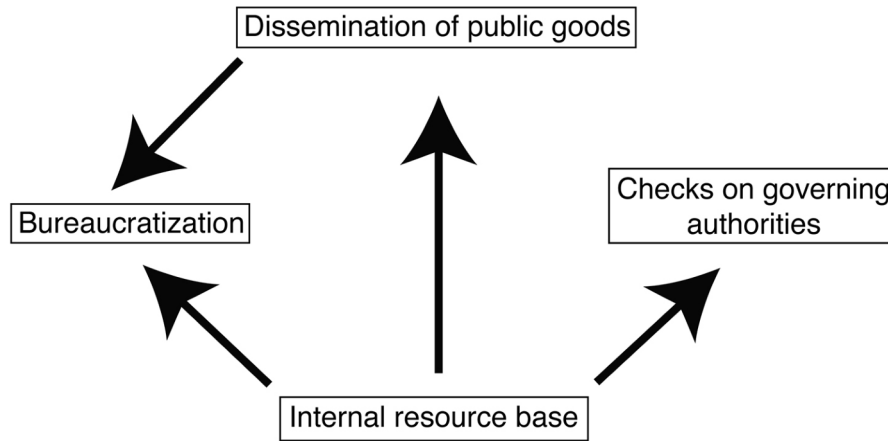 Dissemination of public goods
Bureaucratization
Checks on governing
authorities
Internal resource base